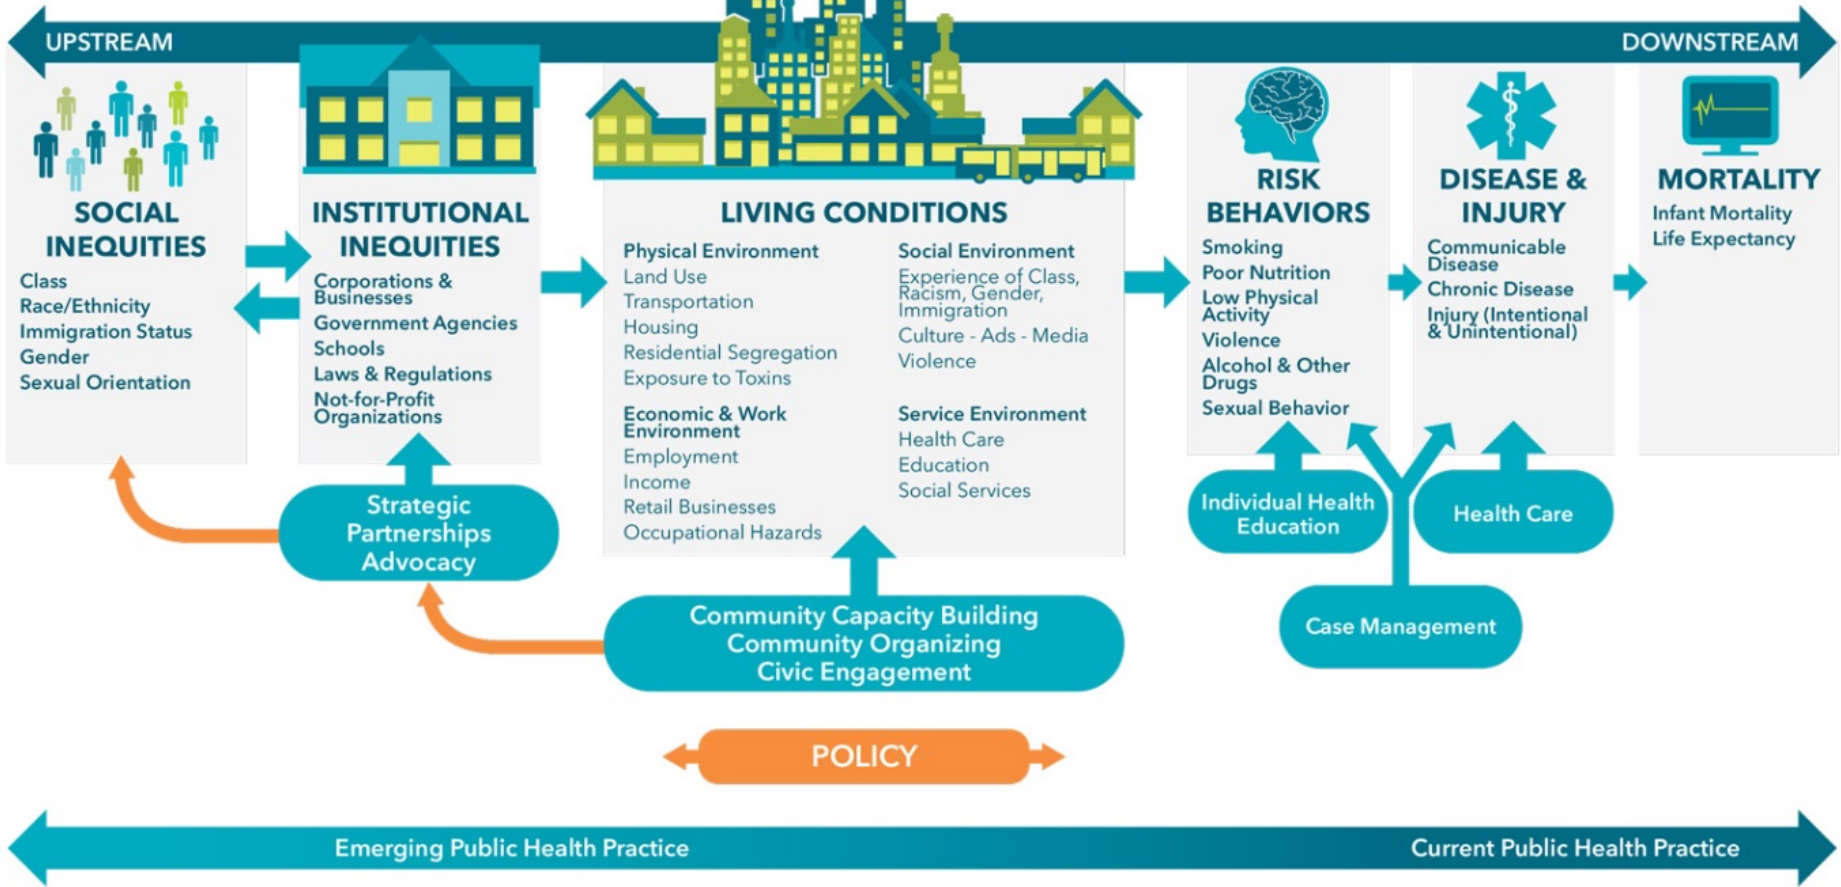 UPSTREAM
DOWNSTREAM
SOCIAL
INEQUITIES
Class
Race/Ethnicity
Immigration Status
Gender
Sexual Orientation
INSTITUTIONAL
INEQUITIES
Corporations &
Businesses
Government Agencies
Schools
Laws & Regulations
Not-for-Profit
Organizations
LIVING CONDITIONS
Physical Environment
Land Use
Transportation
Housing
Residential Segregation
Exposure to Toxins
Economic & Work
Environment
Employment
Income
Retail Businesses
Occupational Hazards
Social Environment
Experience of Class,
Racism, Gender,
Immigration
Culture - Ads - Media
Violence
Service Environment
Health Care
Education
Social Services
RISK
BEHAVIORS
Smoking
Poor Nutrition
Low Physical
Activity
Violence
Alcohol & Other
Drugs
Sexual Behavior
DISEASE &
INJURY
Communicable
Disease
Chronic Disease
Injury (Intentional
& Unintentional)
MORTALITY
Infant Mortality
Life Expectancy
Strategic
Partnerships
Advocacy
Community Capacity Building
Community Organizing
Civic Engagement
Individual Health
Education
Health Care
Case Management
POLICY
Emerging Public Health Practice
Current Public Health Practice